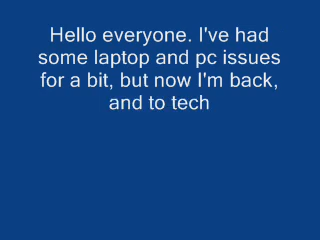 Hello everyone. I've had
some laptop and pc issues
for a bit, but now I'm back,
and to tech